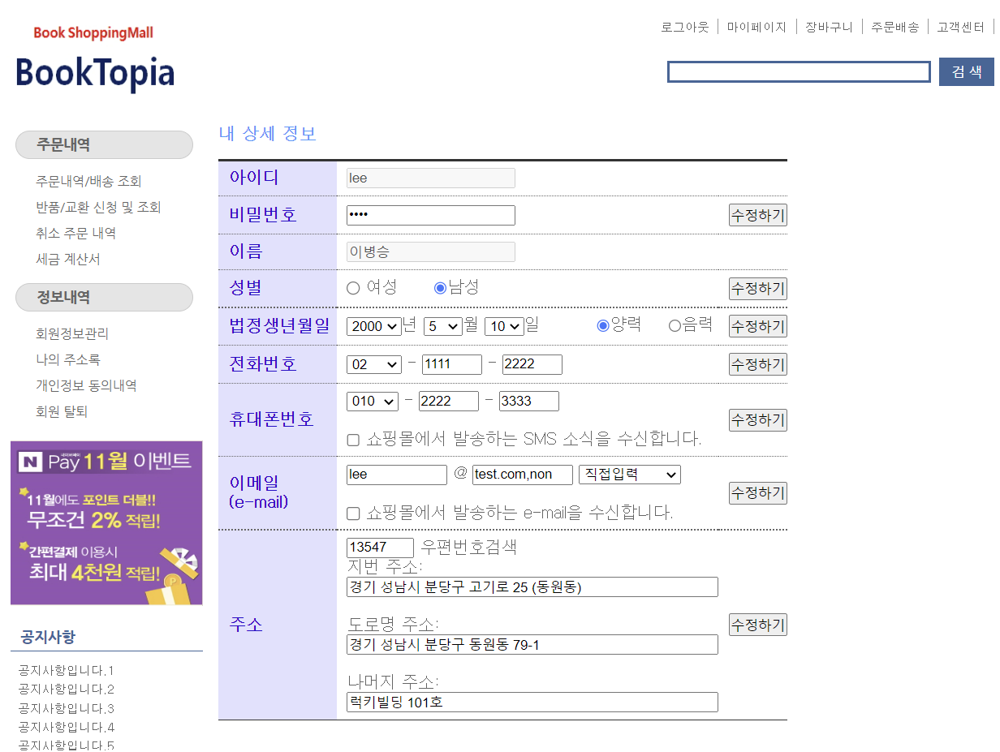 로그아웃 마이페이지 장바구니 주문배송 고객센터
Book ShoppingMall
BookTopia
검 색
주문내역
주문내역/배송 조회
반품/교환 신청 및 조회
취소 주문 내역
세금 계산서
정보내역
회원정보관리
나의 주소록
개인정보 동의내역
회원 탈퇴
N Pay 11월 이벤트
11월에도 포인트 더블!!
무조건 2% 적립!
간편결제 이용시
최대 4천원 적립!
P
공지사항
공지사항입니다.1
공지사항입니다.2
공지사항입니다.3
공지사항입니다.4
공지사항입니다.5
내 상세 정보
아이디 lee
비밀번호 •••• 수정하기
이름 이병승
성별 여성 남성 수정하기
법정생년월일 2000 년 5 월 10 일 양력 음력 수정하기
전화번호 02 - 1111 - 2222 수정하기
휴대폰번호 010 - 2222 - 3333 수정하기
쇼핑몰에서 발송하는 SMS 소식을 수신합니다.
이메일
(e-mail)
lee @ test.com,non 직접입력 수정하기
쇼핑몰에서 발송하는 e-mail을 수신합니다.
주소
13547 우편번호검색
지번 주소:
경기 성남시 분당구 고기로 25 (동원동)
도로명 주소: 수정하기
경기 성남시 분당구 동원동 79-1
나머지 주소:
럭키빌딩 101호